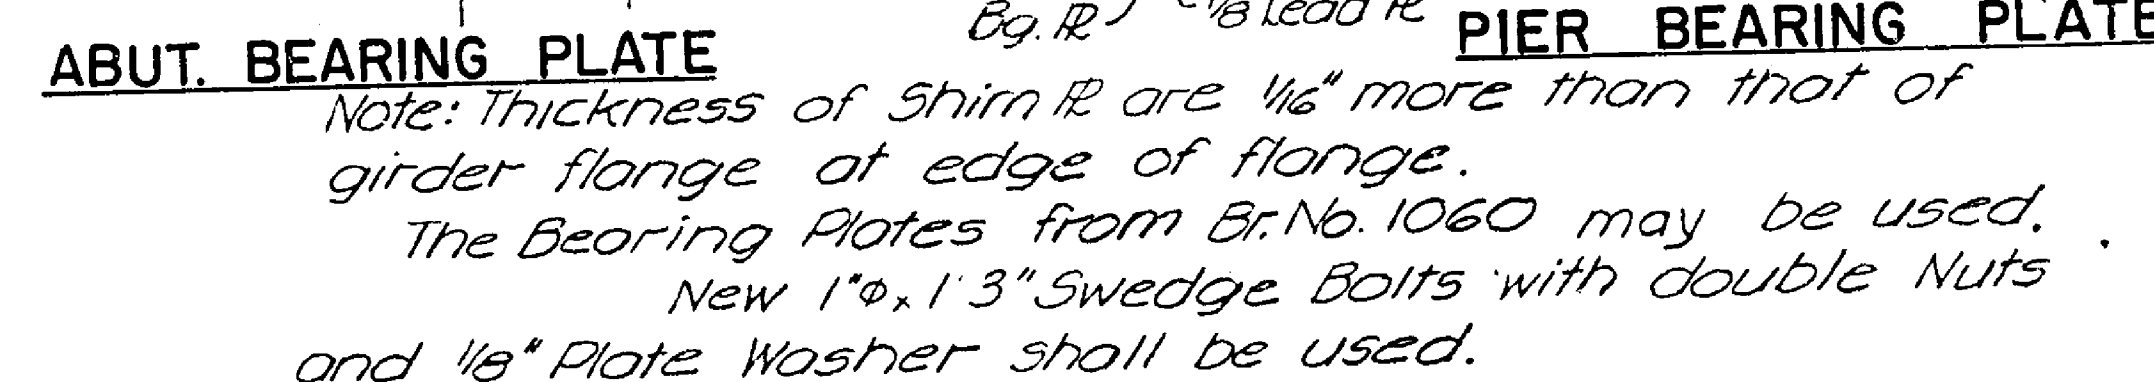 Bg. ℞ 1/8 Lead ℞
ABUT. BEARING PLATE PIER BEARING PLATE
Note: Thickness of Shim ℞ are 1/16" more than that of
girder flange at edge of flange.
The Bearing Plates from Br. No. 1060 may be used.
New 1"φ x 1' 3" Swedge Bolts with double Nuts
and 1/8" Plate Washer shall be used.